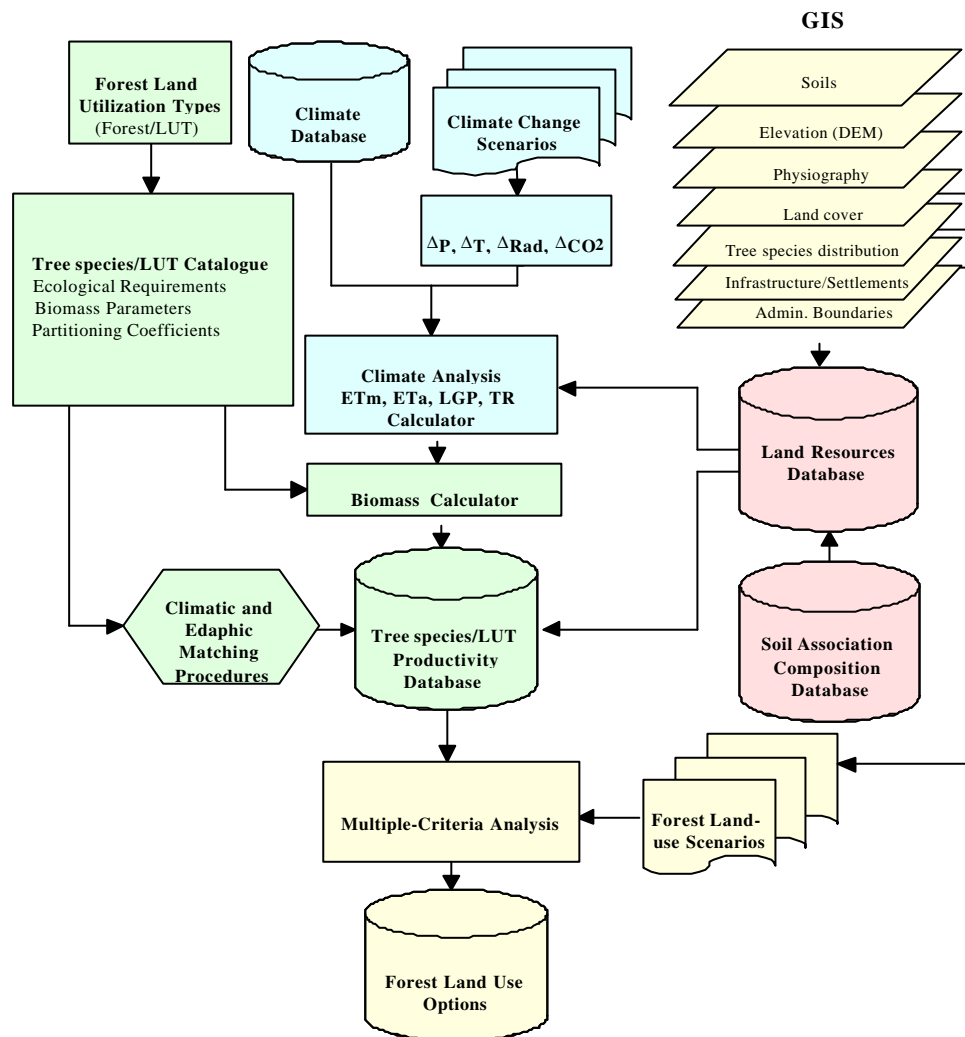 GIS
Forest Land
Utilization Types
(Forest/LUT)
Climate
Database
Climate Change
Scenarios
Soils
Elevation (DEM)
Physiography
Land cover
Tree species distribution
Infrastructure/Settlements
Admin. Boundaries
Tree species/LUT Catalogue
Ecological Requirements
Biomass Parameters
Partitioning Coefficients
ΔP, ΔT, ΔRad, ΔCO2
Climate Analysis
ETm, ETa, LGP, TR
Calculator
Land Resources
Database
Biomass Calculator
Climatic and
Edaphic
Matching
Procedures
Tree species/LUT
Productivity
Database
Soil Association
Composition
Database
Multiple-Criteria Analysis
Forest Land-
use Scenarios
Forest Land Use
Options